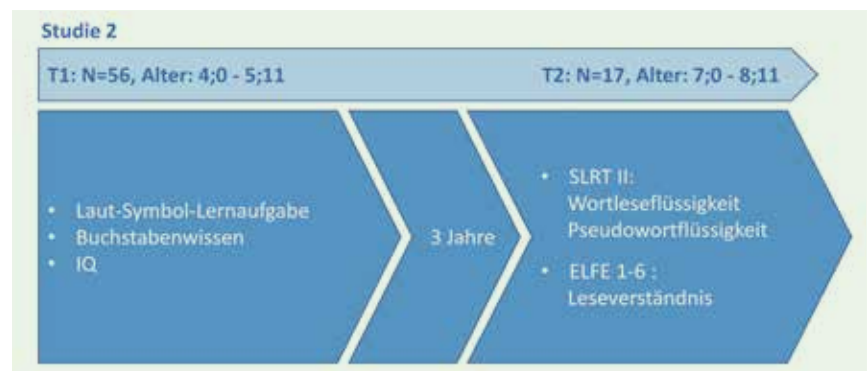 Studie 2
T1: N=56, Alter: 4;0 - 5;11
T2: N=17, Alter: 7;0 - 8;11
• Laut-Symbol-Lernaufgabe
• Buchstabenwissen
• IQ
3 Jahre
• SLRT II:
Wortleseflüssigkeit
Pseudowortflüssigkeit
• ELFE 1-6 :
Leseverständnis